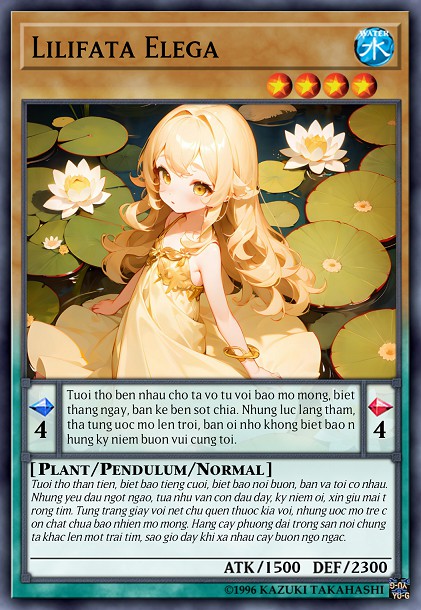 LILIFATA ELEGA
WATER
水
Tuoi tho ben nhau cho ta vo tu voi bao mo mong, biet
thang ngay, ban ke ben sot chia. Nhung luc lang tham,
tha tung uoc mo len troi, ban oi nho khong biet bao n
hung ky niem buon vui cung toi.
4
4
[PLANT/PENDULUM/NORMAL]
Tuoi tho than tien, biet bao tieng cuoi, biet bao noi buon, ban va toi co nhau.
Nhung yeu dau ngot ngao, tua nhu van con dau day, ky niem oi, xin giu mai t
rong tim. Tung trang giay voi net chu quen thuoc kia voi, nhung uoc mo tre c
on chat chua bao nhien mo mong. Hang cay phuong dai trong san noi chung
ta khac len mot trai tim, sao gio day khi xa nhau cay buon ngo ngac.
ATK/1500 DEF/2300
©1996 KAZUKI TAKAHASHI